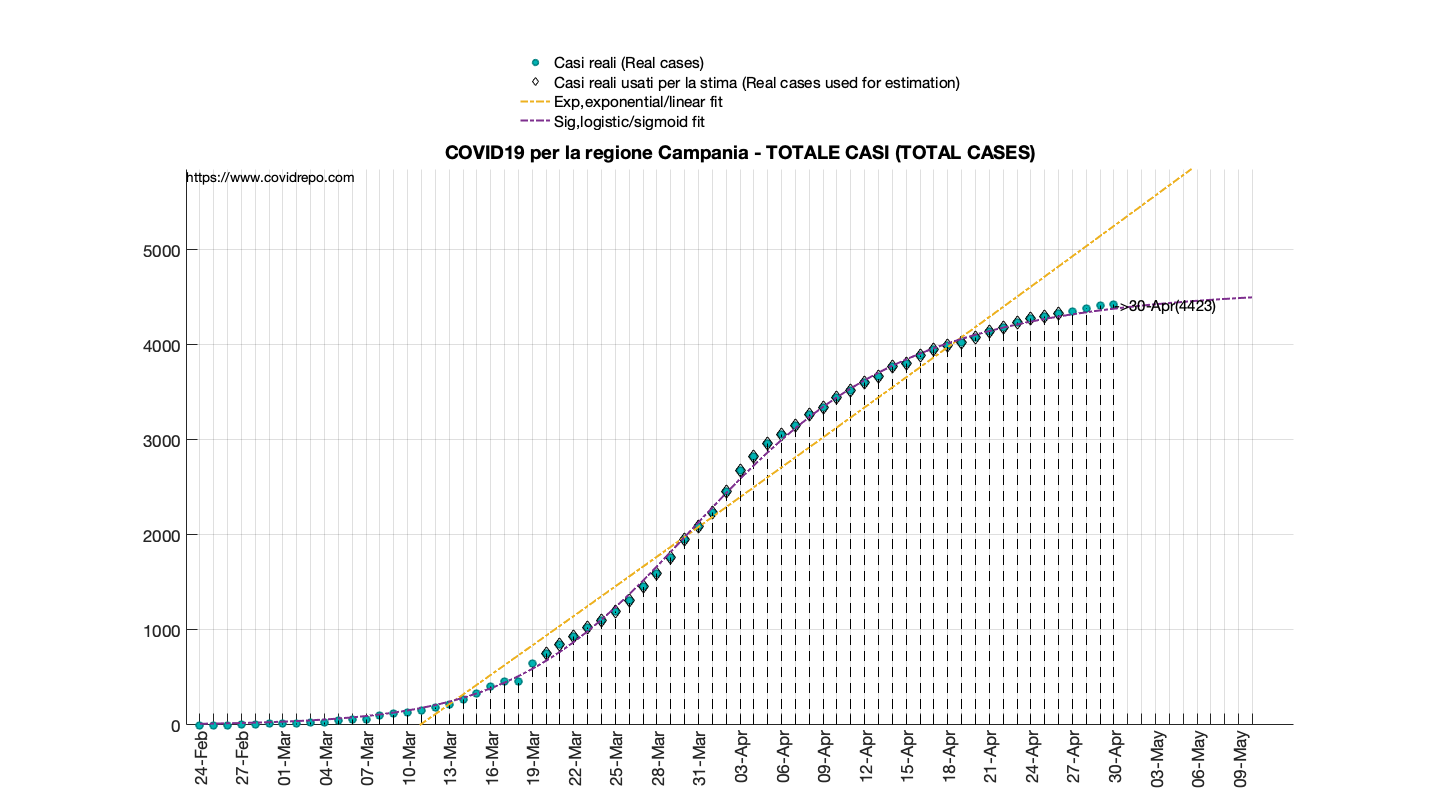 Casi reali (Real cases)
Casi reali usati per la stima (Real cases used for estimation)
Exp,exponential/linear fit
Sig,logistic/sigmoid fit
COVID19 per la regione Campania - TOTALE CASI (TOTAL CASES)
https://www.covidrepo.com
5000
4000
3000
2000
1000
0
->30-Apr(4423)
24-Feb
27-Feb
01-Mar
04-Mar
07-Mar
10-Mar
13-Mar
16-Mar
19-Mar
22-Mar
25-Mar
28-Mar
31-Mar
03-Apr
06-Apr
09-Apr
12-Apr
15-Apr
18-Apr
21-Apr
24-Apr
27-Apr
30-Apr
03-May
06-May
09-May